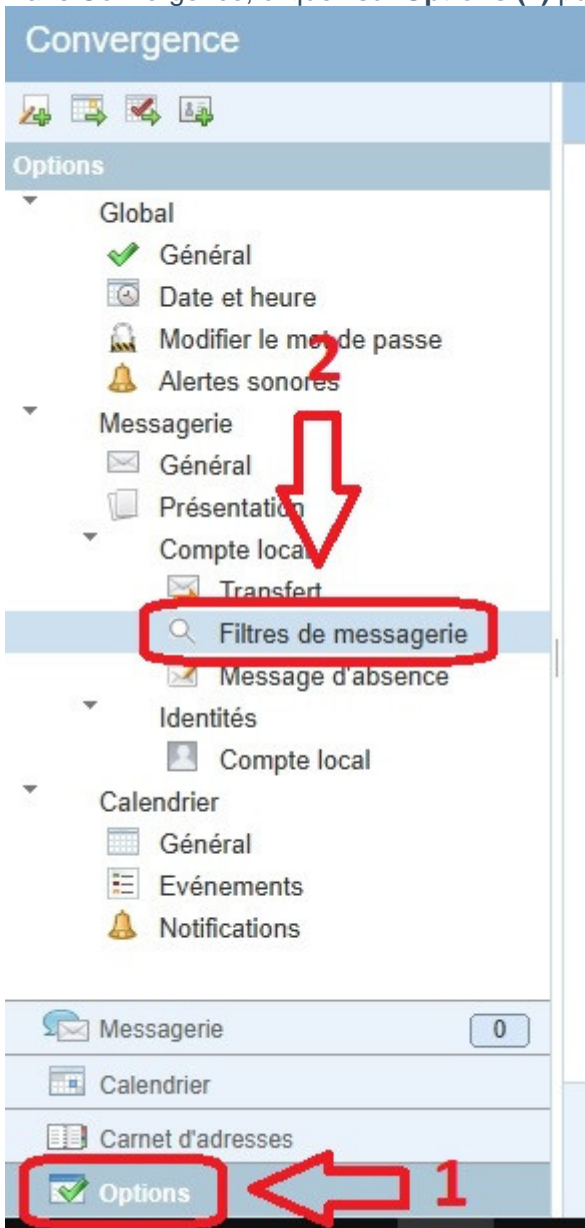 Convergence
Options
Global
Général
Date et heure
Modifier le mot de passe
Alertes sonores
2
Messagerie
Général
Présentation
Compte local
Transfert
Filtres de messagerie
Message d'absence
Identités
Compte local
Calendrier
Général
Evénements
Notifications
Messagerie 0
Calendrier
Carnet d'adresses
Options 1